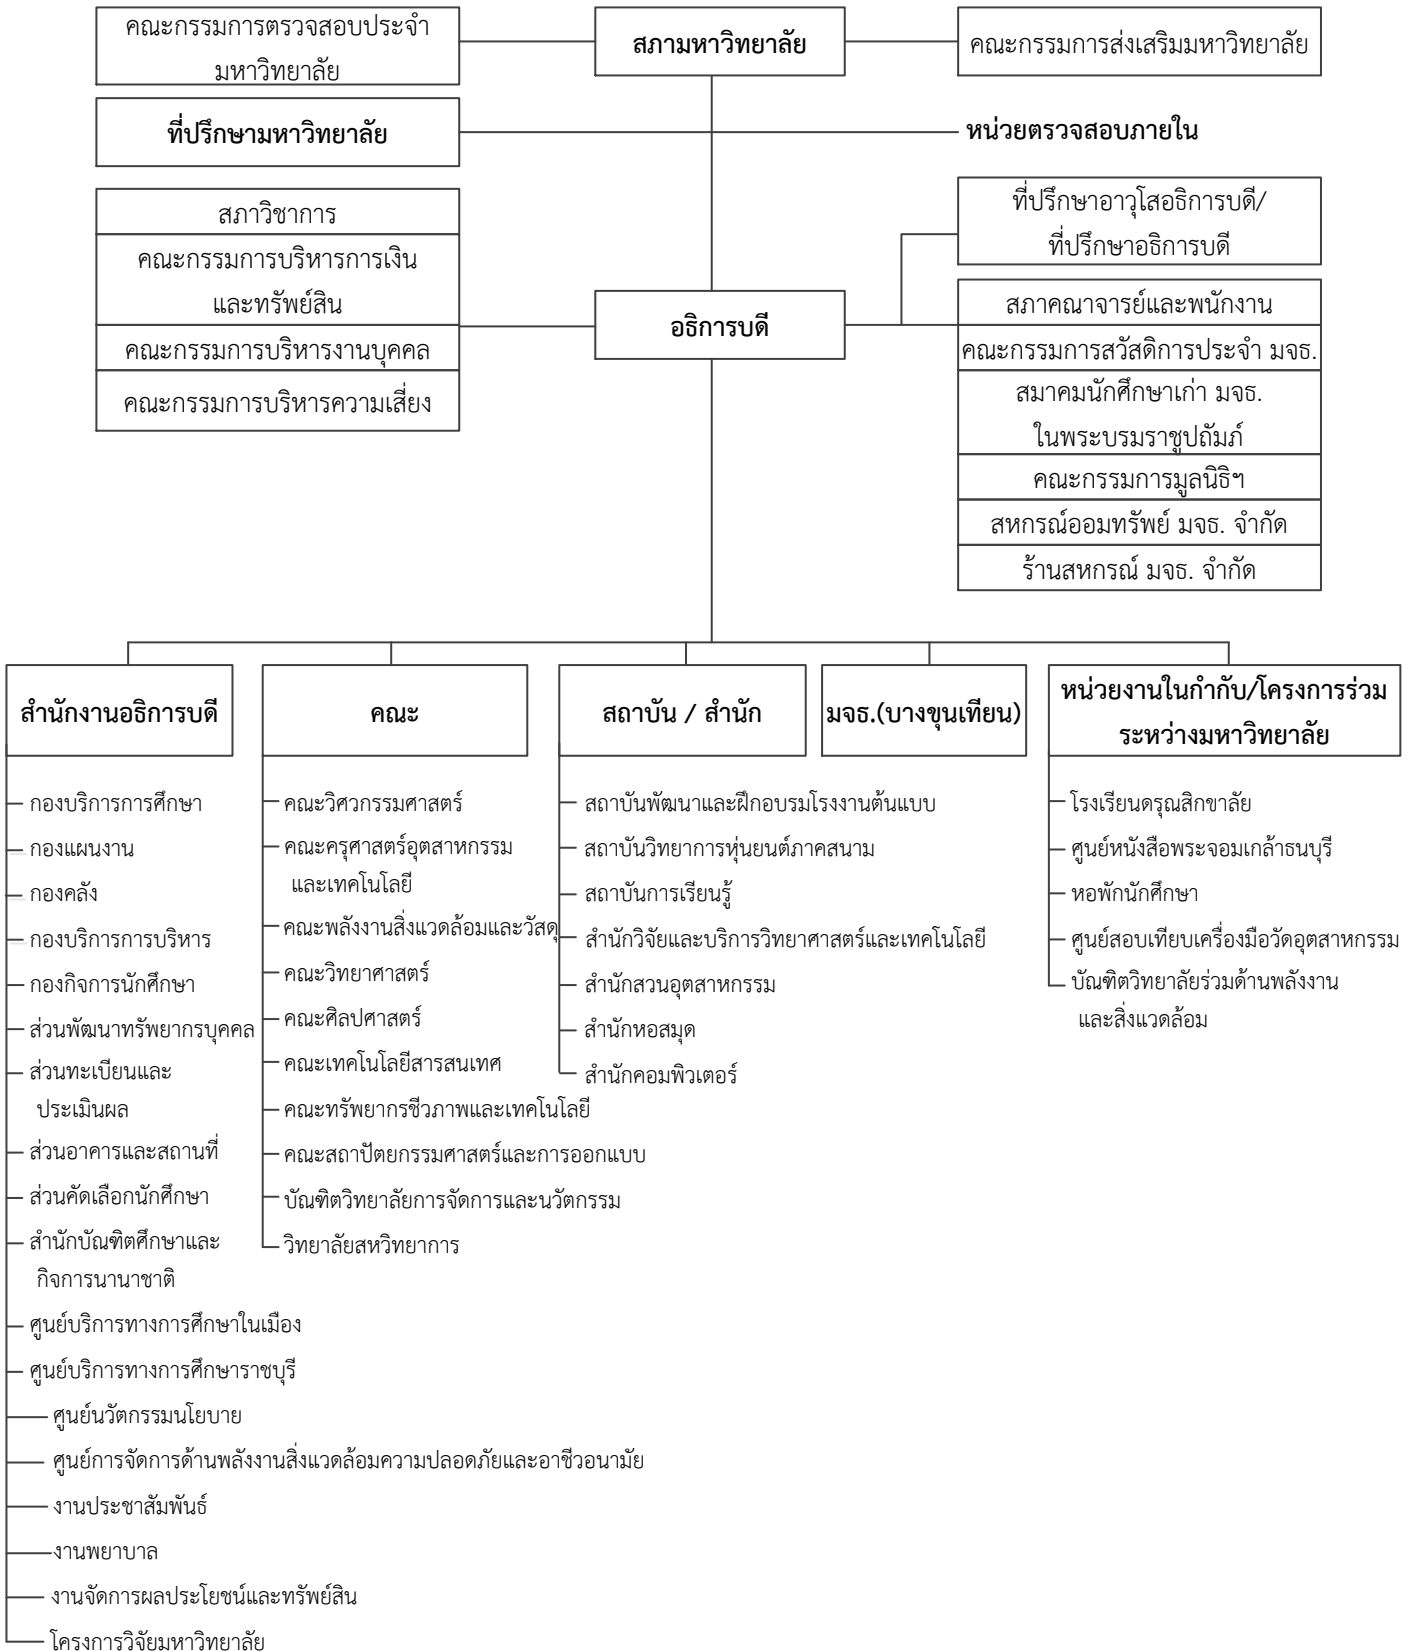 คณะกรรมการตรวจสอบประจำ
มหาวิทยาลัย
สภามหาวิทยาลัย
คณะกรรมการส่งเสริมมหาวิทยาลัย
ที่ปรึกษามหาวิทยาลัย
หน่วยตรวจสอบภายใน
สภาวิชาการ
คณะกรรมการบริหารการเงิน
และทรัพย์สิน
คณะกรรมการบริหารงานบุคคล
คณะกรรมการบริหารความเสี่ยง
อธิการบดี
ที่ปรึกษาอาวุโสอธิการบดี/
ที่ปรึกษาอธิการบดี
สภาคณาจารย์และพนักงาน
คณะกรรมการสวัสดิการประจำ มจธ.
สมาคมนักศึกษาเก่า มจธ.
ในพระบรมราชูปถัมภ์
คณะกรรมการมูลนิธิฯ
สหกรณ์ออมทรัพย์ มจธ. จำกัด
ร้านสหกรณ์ มจธ. จำกัด
สำนักงานอธิการบดี
กองบริการการศึกษา
กองแผนงาน
กองคลัง
กองบริการการบริหาร
กองกิจการนักศึกษา
ส่วนพัฒนาทรัพยากรบุคคล
ส่วนทะเบียนและ
ประเมินผล
ส่วนอาคารและสถานที่
ส่วนคัดเลือกนักศึกษา
สำนักบัณฑิตศึกษาและ
กิจการนานาชาติ
ศูนย์บริการทางการศึกษาในเมือง
ศูนย์บริการทางการศึกษาราชบุรี
ศูนย์นวัตกรรมนโยบาย
ศูนย์การจัดการด้านพลังงานสิ่งแวดล้อมความปลอดภัยและอาชีวอนามัย
งานประชาสัมพันธ์
งานพยาบาล
งานจัดการผลประโยชน์และทรัพย์สิน
โครงการวิจัยมหาวิทยาลัย
คณะ
คณะวิศวกรรมศาสตร์
คณะครุศาสตร์อุตสาหกรรม
และเทคโนโลยี
คณะพลังงานสิ่งแวดล้อมและวัสดุ
คณะวิทยาศาสตร์
คณะศิลปศาสตร์
คณะเทคโนโลยีสารสนเทศ
คณะทรัพยากรชีวภาพและเทคโนโลยี
คณะสถาปัตยกรรมศาสตร์และการออกแบบ
บัณฑิตวิทยาลัยการจัดการและนวัตกรรม
วิทยาลัยสหวิทยาการ
สถาบัน / สำนัก
สถาบันพัฒนาและฝึกอบรมโรงงานต้นแบบ
สถาบันวิทยาการหุ่นยนต์ภาคสนาม
สถาบันการเรียนรู้
สำนักวิจัยและบริการวิทยาศาสตร์และเทคโนโลยี
สำนักสวนอุตสาหกรรม
สำนักหอสมุด
สำนักคอมพิวเตอร์
มจธ.(บางขุนเทียน)
หน่วยงานในกำกับ/โครงการร่วม
ระหว่างมหาวิทยาลัย
โรงเรียนดรุณสิกขาลัย
ศูนย์หนังสือพระจอมเกล้าธนบุรี
หอพักนักศึกษา
ศูนย์สอบเทียบเครื่องมือวัดอุตสาหกรรม
บัณฑิตวิทยาลัยร่วมด้านพลังงาน
และสิ่งแวดล้อม